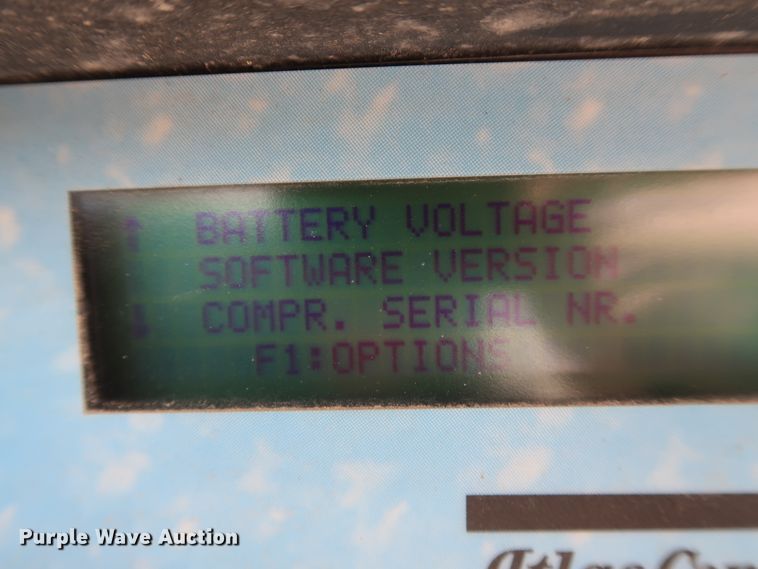 ↑ BATTERY VOLTAGE
SOFTWARE VERSION
↓ COMPR. SERIAL NR.
F1:OPTIONS
Purple Wave Auction